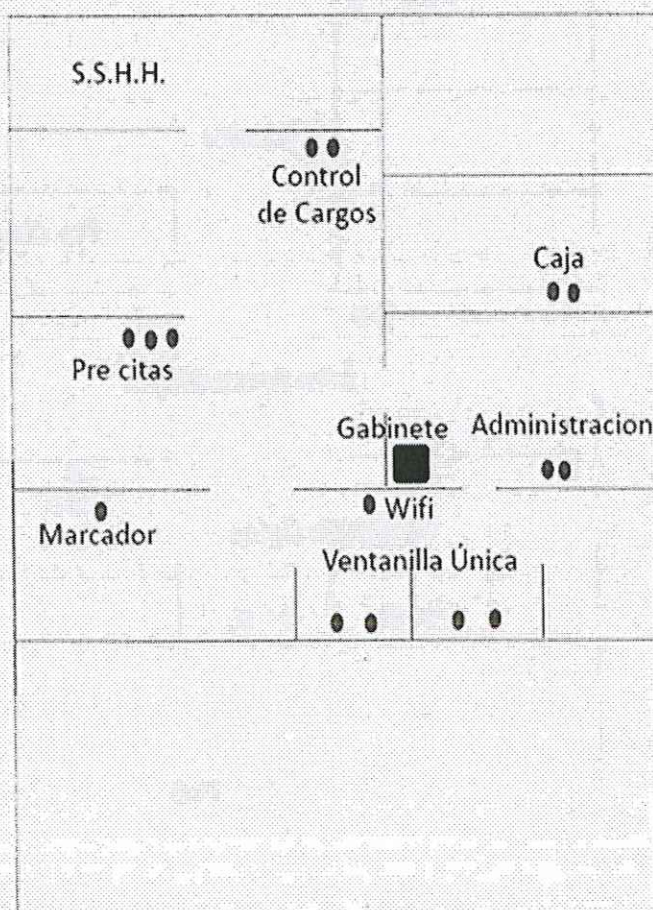 S.S.H.H.
Control
de Cargos
Caja
Pre citas
Gabinete
Administracion
Wifi
Marcador
Ventanilla Única